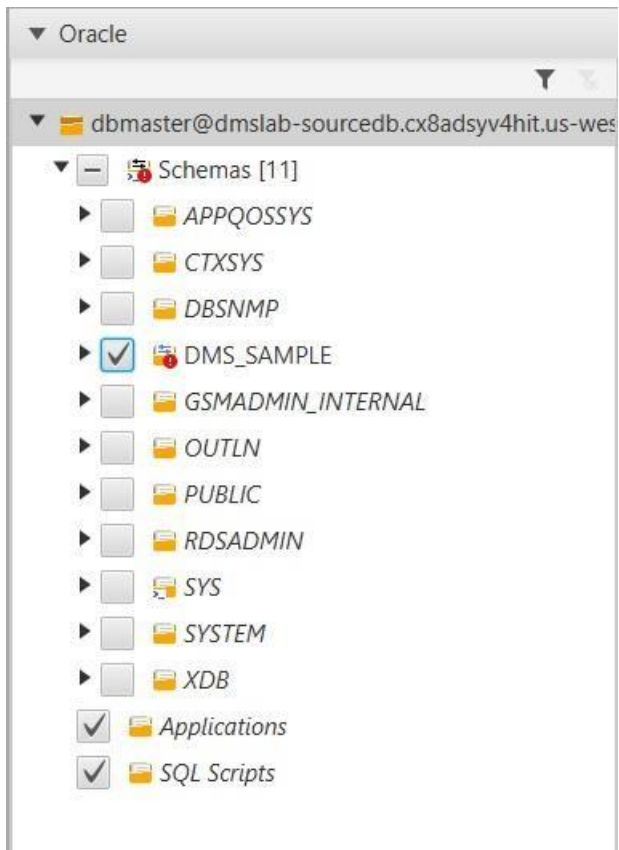 Oracle
dbmaster@dmslab-sourcedb.cx8adsyv4hit.us-wes
Schemas [11]
APPQOSSYS
CTXSYS
DBSNMP
DMS_SAMPLE
GSMADMIN_INTERNAL
OUTLN
PUBLIC
RDSADMIN
SYS
SYSTEM
XDB
Applications
SQL Scripts